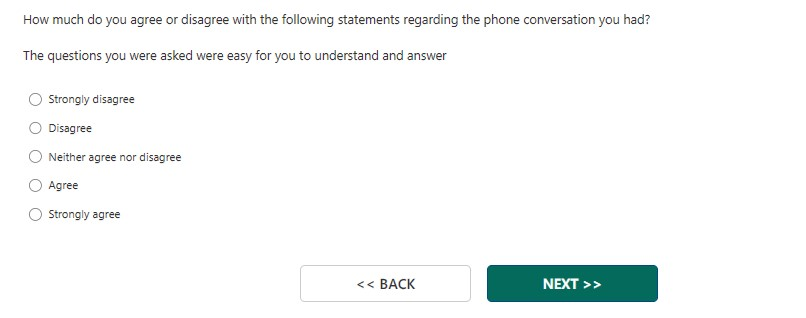 How much do you agree or disagree with the following statements regarding the phone conversation you had?
The questions you were asked were easy for you to understand and answer
Strongly disagree
Disagree
Neither agree nor disagree
Agree
Strongly agree
<< BACK
NEXT >>